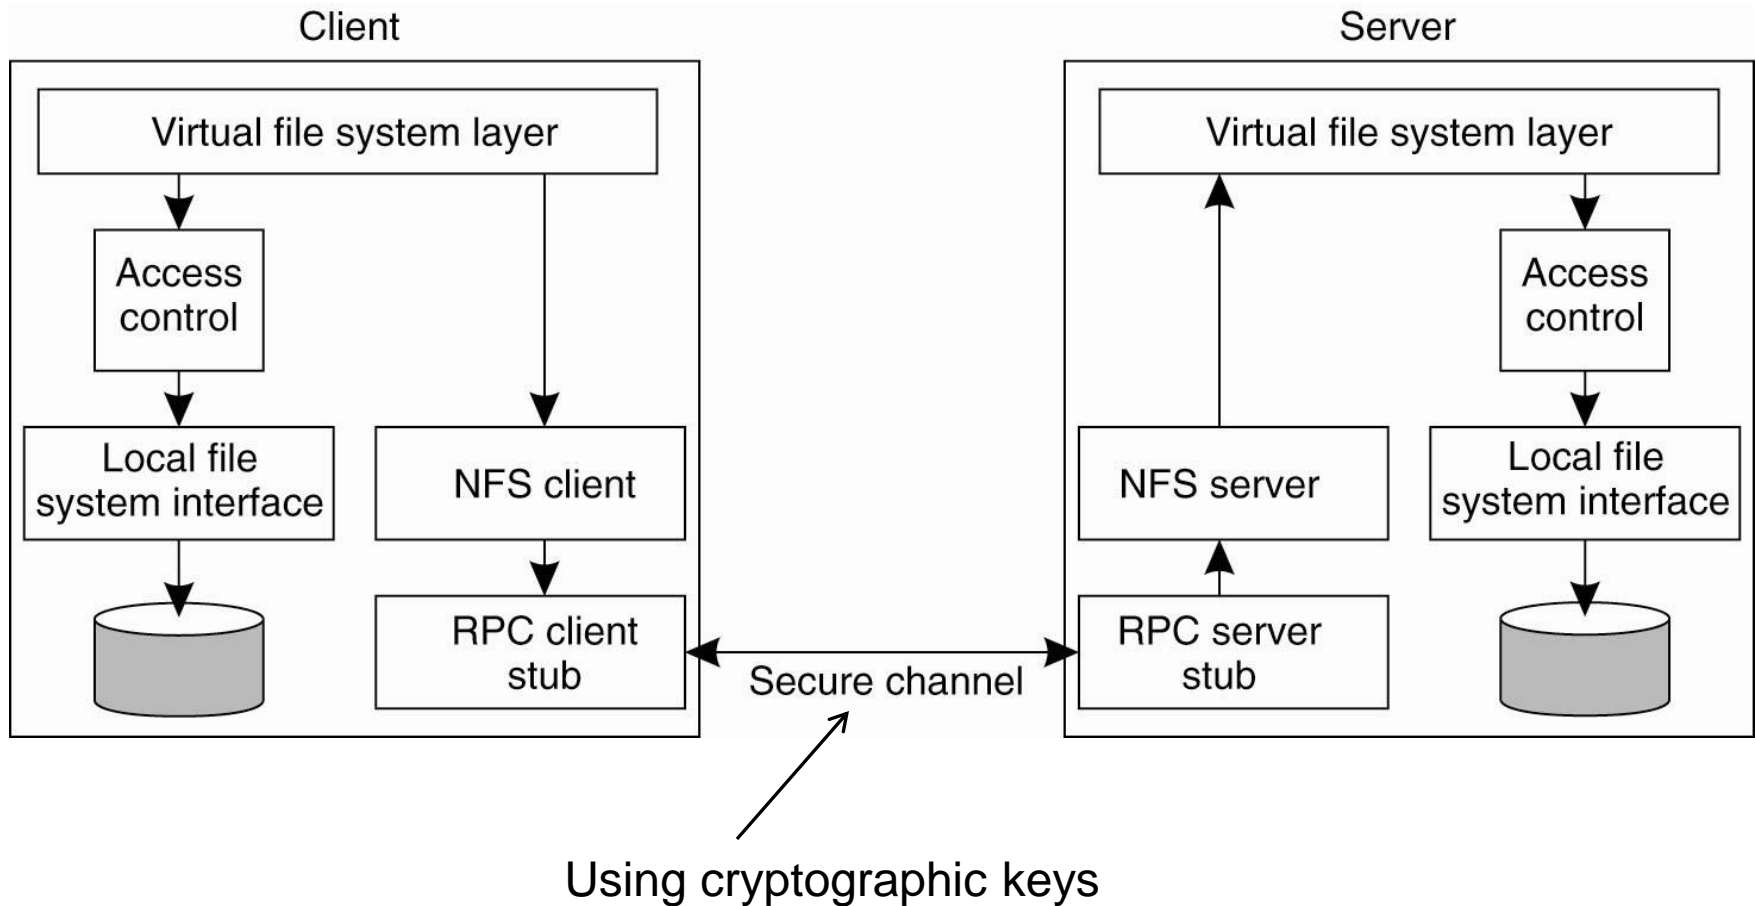 Client
Server
Virtual file system layer
Virtual file system layer
Access
control
Access
control
Local file
system interface
NFS client
NFS server
Local file
system interface
RPC client
stub
RPC server
stub
Secure channel
Using cryptographic keys